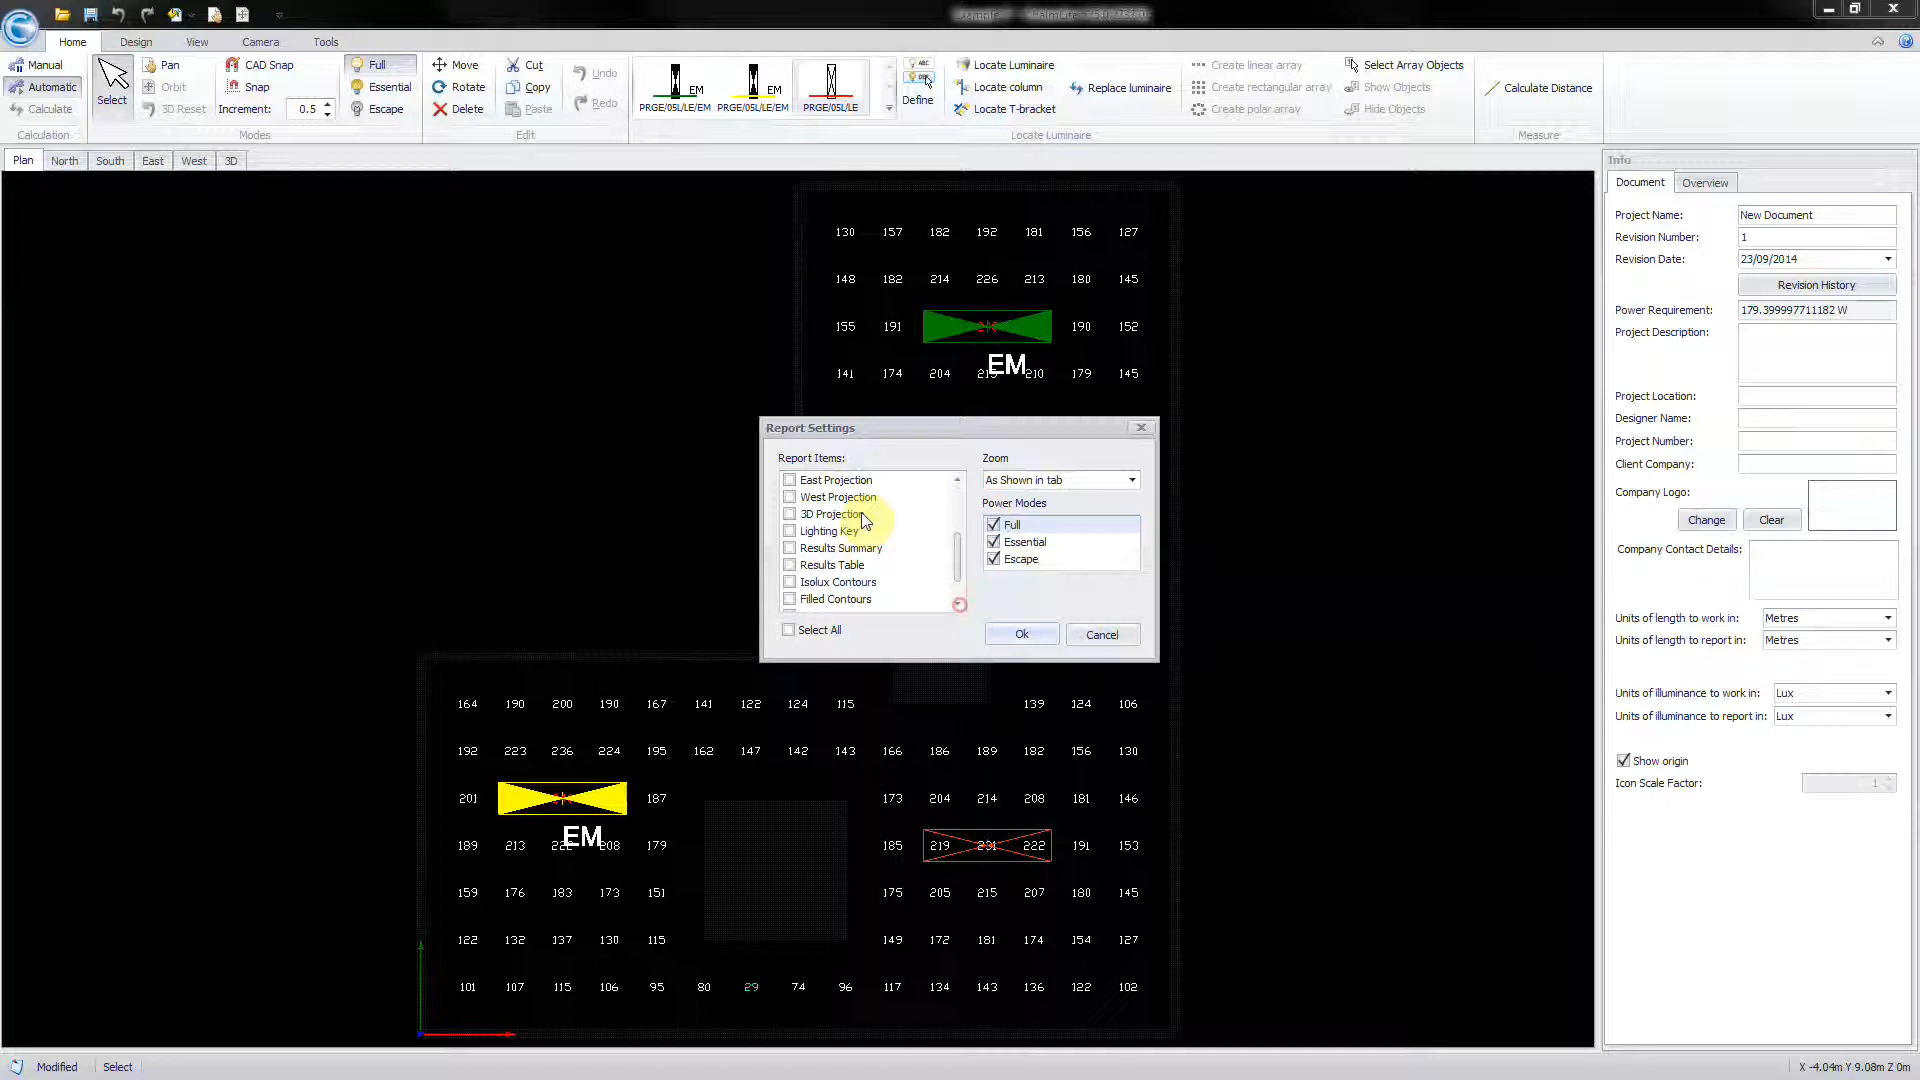 Home Design View Camera Tools
Manual Automatic Calculate Calculation
Select Pan Orbit 3D Reset CAD Snap Snap Increment: 0.5 Modes
Full Essential Escape
Move Rotate Delete Cut Copy Paste Undo Redo Edit
EM PRGE/05L/LE/EM EM PRGE/05L/LE/EM PRGE/05L/LE
ABC Define
Locate Luminaire Locate column Locate T-bracket Replace luminaire
Create linear array Create rectangular array Create polar array
Select Array Objects Show Objects Hide Objects
Locate Luminaire
Calculate Distance Measure
Plan North South East West 3D
130 157 182 192 181 156 127
148 182 214 226 213 180 145
155 191 190 152
EM
141 174 204 210 179 145
Report Settings
Report Items:
East Projection
West Projection
3D Projection
Lighting Key
Results Summary
Results Table
Isolux Contours
Filled Contours
Select All
Zoom
As Shown in tab
Power Modes
Full
Essential
Escape
Ok Cancel
164 190 200 190 167 141 122 124 115 139 124 106
192 223 236 224 195 162 147 142 143 166 186 189 182 156 130
201 187 173 204 214 208 181 146
EM
189 213 208 179 185 219 222 191 153
159 176 183 173 151 175 205 215 207 180 145
122 132 137 130 115 149 172 181 174 154 127
101 107 115 106 95 80 29 74 96 117 134 143 136 122 102
Info
Document Overview
Project Name: New Document
Revision Number: 1
Revision Date: 23/09/2014
Revision History
Power Requirement: 179.399997711182 W
Project Description:
Project Location:
Designer Name:
Project Number:
Client Company:
Company Logo:
Change Clear
Company Contact Details:
Units of length to work in: Metres
Units of length to report in: Metres
Units of illuminance to work in: Lux
Units of illuminance to report in: Lux
Show origin
Icon Scale Factor: 1
Modified Select
X -4.04m Y 9.08m Z 0m